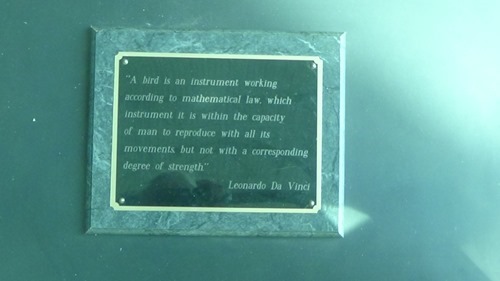 "A bird is an instrument working
according to mathematical law, which
instrument it is within the capacity
of man to reproduce with all its
movements, but not with a corresponding
degree of strength"
Leonardo Da Vinci